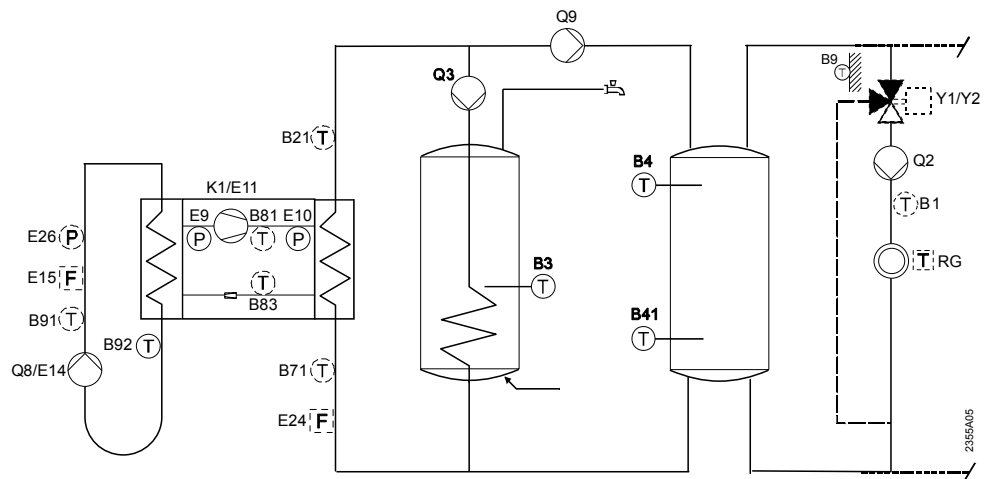 Q9
B9
T
Q3
Y1/Y2
B21 T
B4
T
Q2
K1/E11
T B1
E9 B81 E10
E26 P
P T P
B3
T
T RG
E15 F
T
B83
B91 T
B41
T
B92 T
Q8/E14
B71 T
E24 F
2355A05